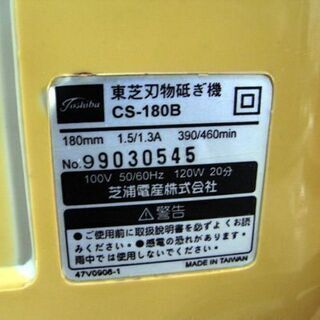 Toshiba
東芝刃物砥ぎ機
CS-180B
180mm 1.5/1.3A 390/460min
No.99030545
100V 50/60Hz 120W 20分
芝浦電産株式会社
⚠警告
●ご使用前に取扱説明書を必ずよくお読
みください。●感電の恐れがあります。
雨中では使用しないでください。
47V0906-1 MADE IN TAIWAN